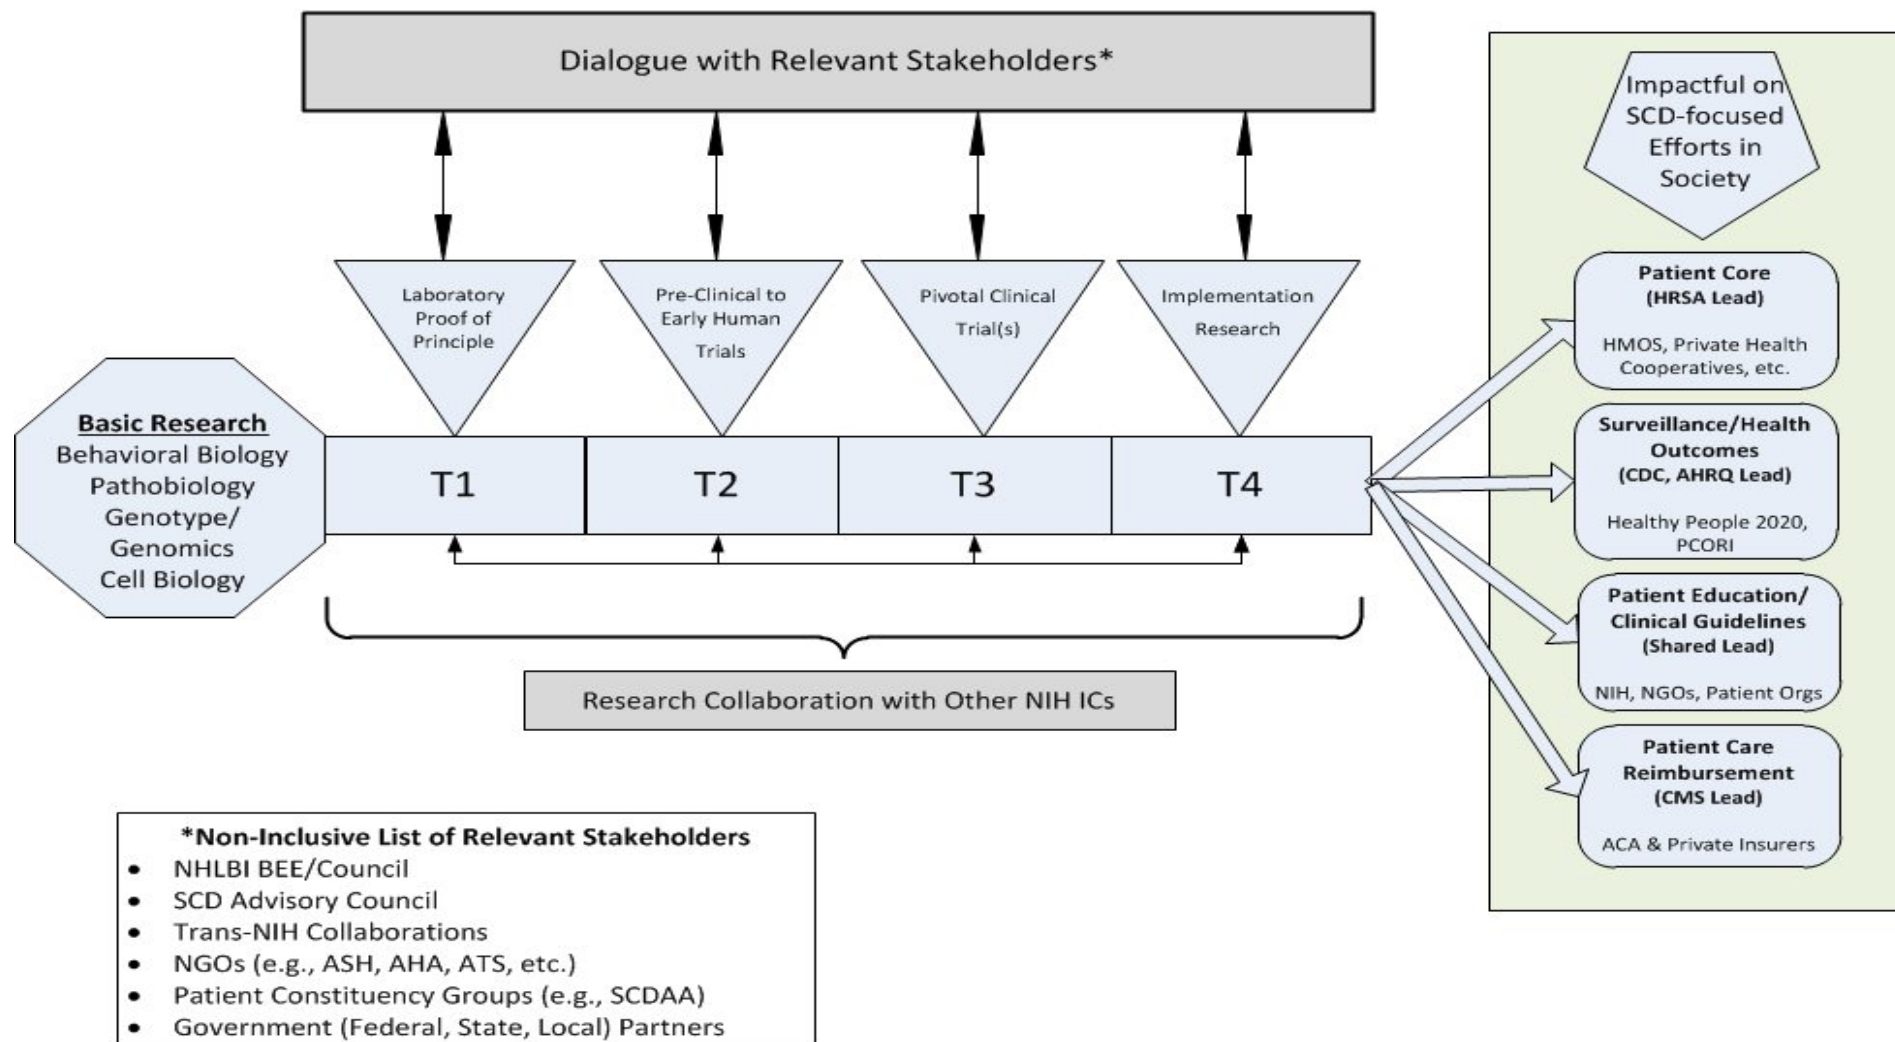 Dialogue with Relevant Stakeholders*
Impactful on
SCD-focused
Efforts in
Society
Laboratory
Proof of
Principle
Pre-Clinical to
Early Human
Trials
Pivotal Clinical
Trial(s)
Implementation
Research
Basic Research
Behavioral Biology
Pathobiology
Genotype/
Genomics
Cell Biology
T1
T2
T3
T4
Patient Core
(HRSA Lead)
HMOS, Private Health
Cooperatives, etc.
Surveillance/Health
Outcomes
(CDC, AHRQ Lead)
Healthy People 2020,
PCORI
Patient Education/
Clinical Guidelines
(Shared Lead)
NIH, NGOs, Patient Orgs
Patient Care
Reimbursement
(CMS Lead)
ACA & Private Insurers
Research Collaboration with Other NIH ICs
*Non-Inclusive List of Relevant Stakeholders
• NHLBI BEE/Council
• SCD Advisory Council
• Trans-NIH Collaborations
• NGOs (e.g., ASH, AHA, ATS, etc.)
• Patient Constituency Groups (e.g., SCDAA)
• Government (Federal, State, Local) Partners